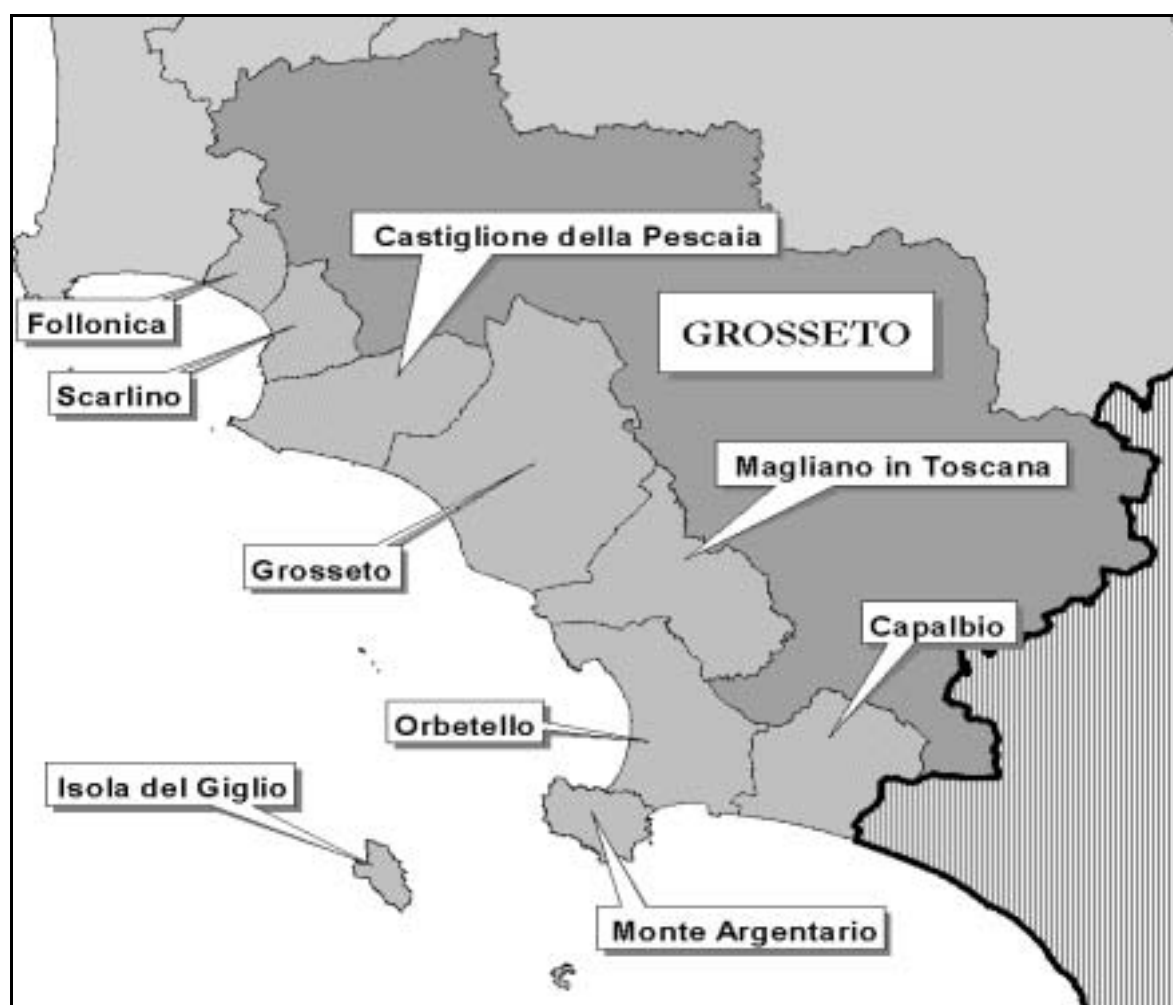 Castiglione della Pescaia
Follonica
GROSSETO
Scarlino
Magliano in Toscana
Grosseto
Capalbio
Orbetello
Isola del Giglio
Monte Argentario